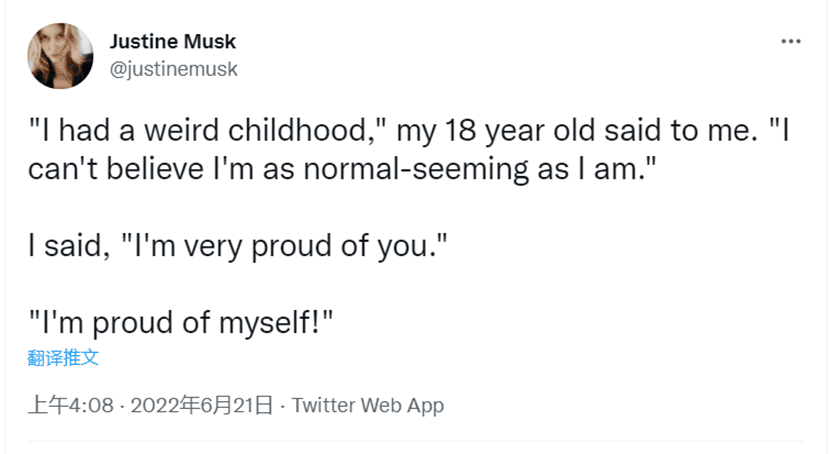 Justine Musk
@justinemusk
"I had a weird childhood," my 18 year old said to me. "I
can't believe I'm as normal-seeming as I am."
I said, "I'm very proud of you."
"I'm proud of myself!"
翻译推文
上午4:08 · 2022年6月21日 · Twitter Web App